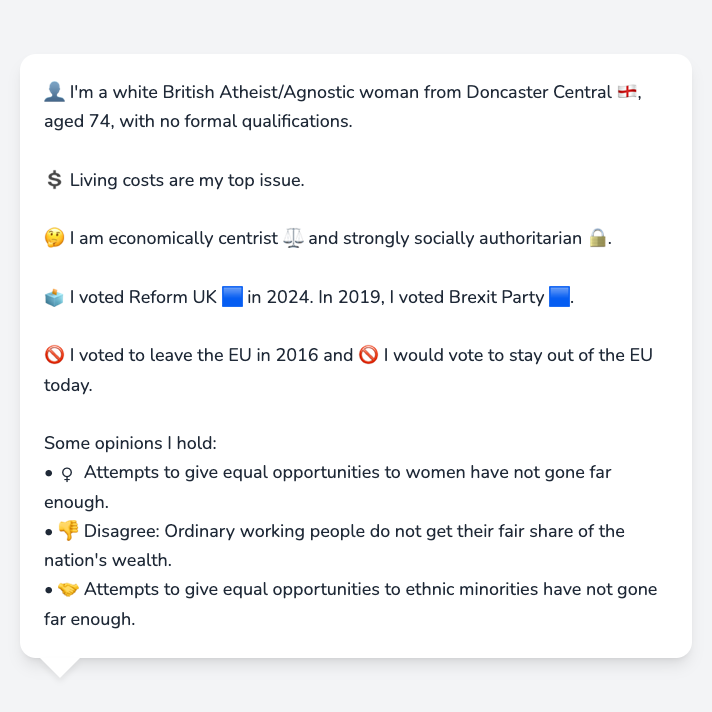 👤 I'm a white British Atheist/Agnostic woman from Doncaster Central 🏴󠁧󠁢󠁥󠁮󠁧󠁿,
aged 74, with no formal qualifications.
💲 Living costs are my top issue.
🤔 I am economically centrist ⚖️ and strongly socially authoritarian 🔒.
🗳️ I voted Reform UK 🟦 in 2024. In 2019, I voted Brexit Party 🟦.
🚫 I voted to leave the EU in 2016 and 🚫 I would vote to stay out of the EU
today.
Some opinions I hold:
• ♀️ Attempts to give equal opportunities to women have not gone far
enough.
• 👎 Disagree: Ordinary working people do not get their fair share of the
nation's wealth.
• 🤝 Attempts to give equal opportunities to ethnic minorities have not gone
far enough.